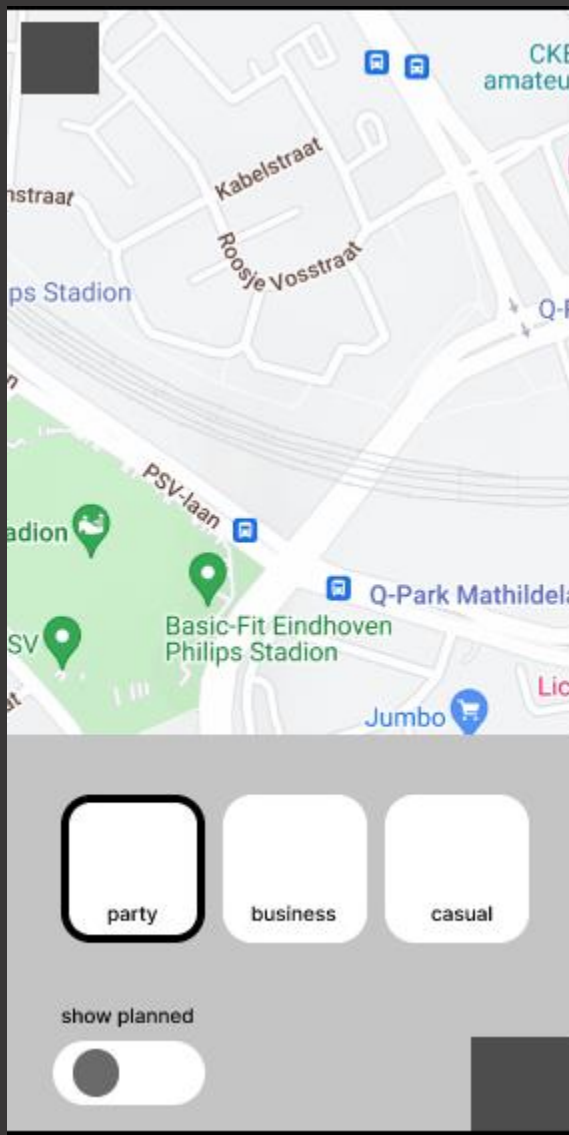 CKE
amateu
Kabelstraat
nstraat
Roosje Vosstraat
ps Stadion
Q-P
n
PSV-laan
adion
Q-Park Mathildela
Basic-Fit Eindhoven
Philips Stadion
SV
Lic
at
Jumbo
party
business
casual
show planned